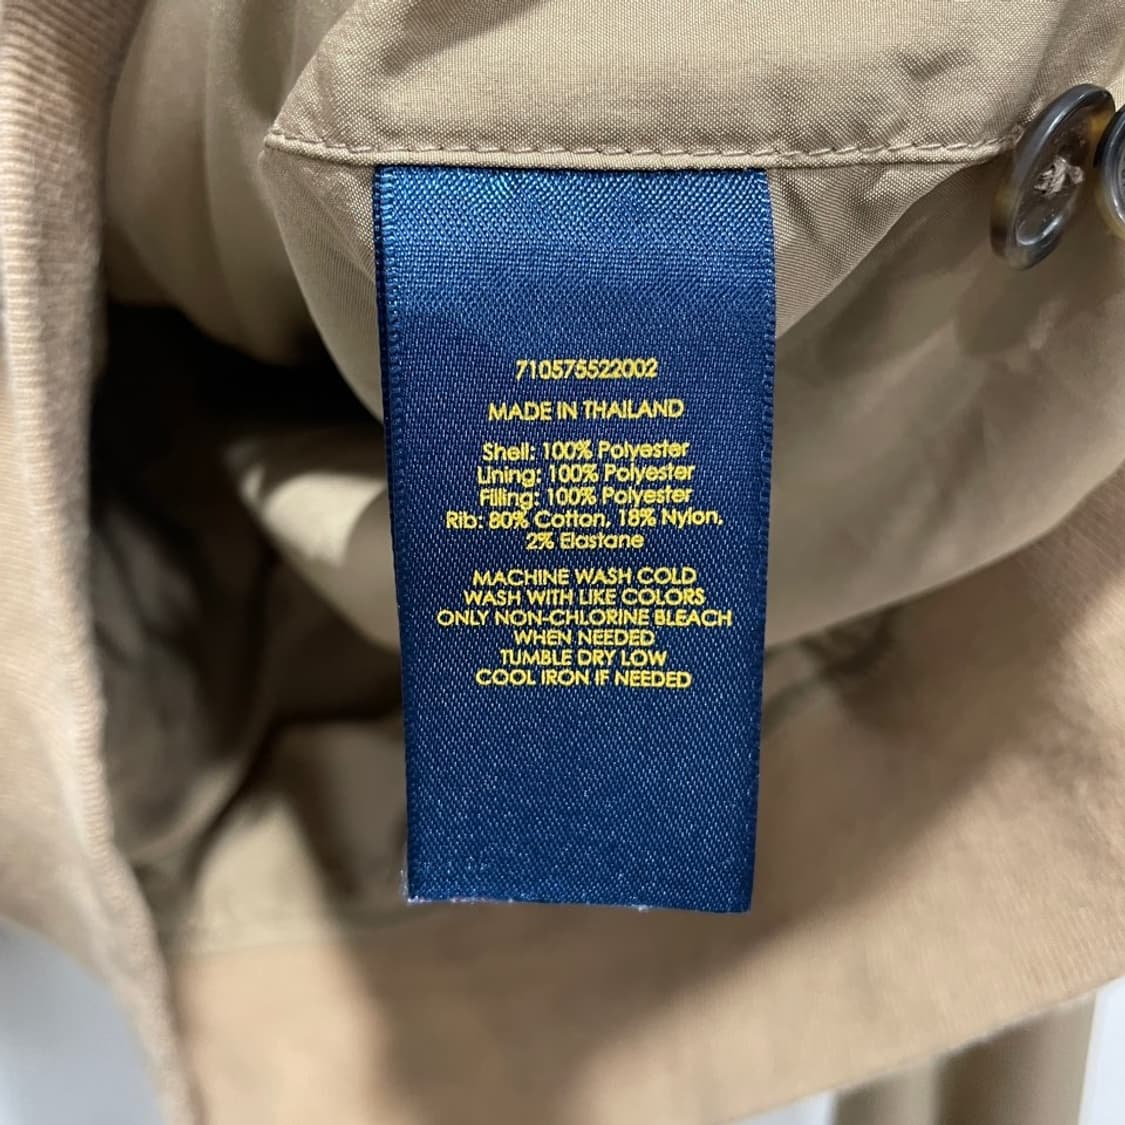 710575522002
MADE IN THAILAND
Shell: 100% Polyester
Lining: 100% Polyester
Filling: 100% Polyester
Rib: 80% Cotton, 18% Nylon,
2% Elastane
MACHINE WASH COLD
WASH WITH LIKE COLORS
ONLY NON-CHLORINE BLEACH
WHEN NEEDED
TUMBLE DRY LOW
COOL IRON IF NEEDED